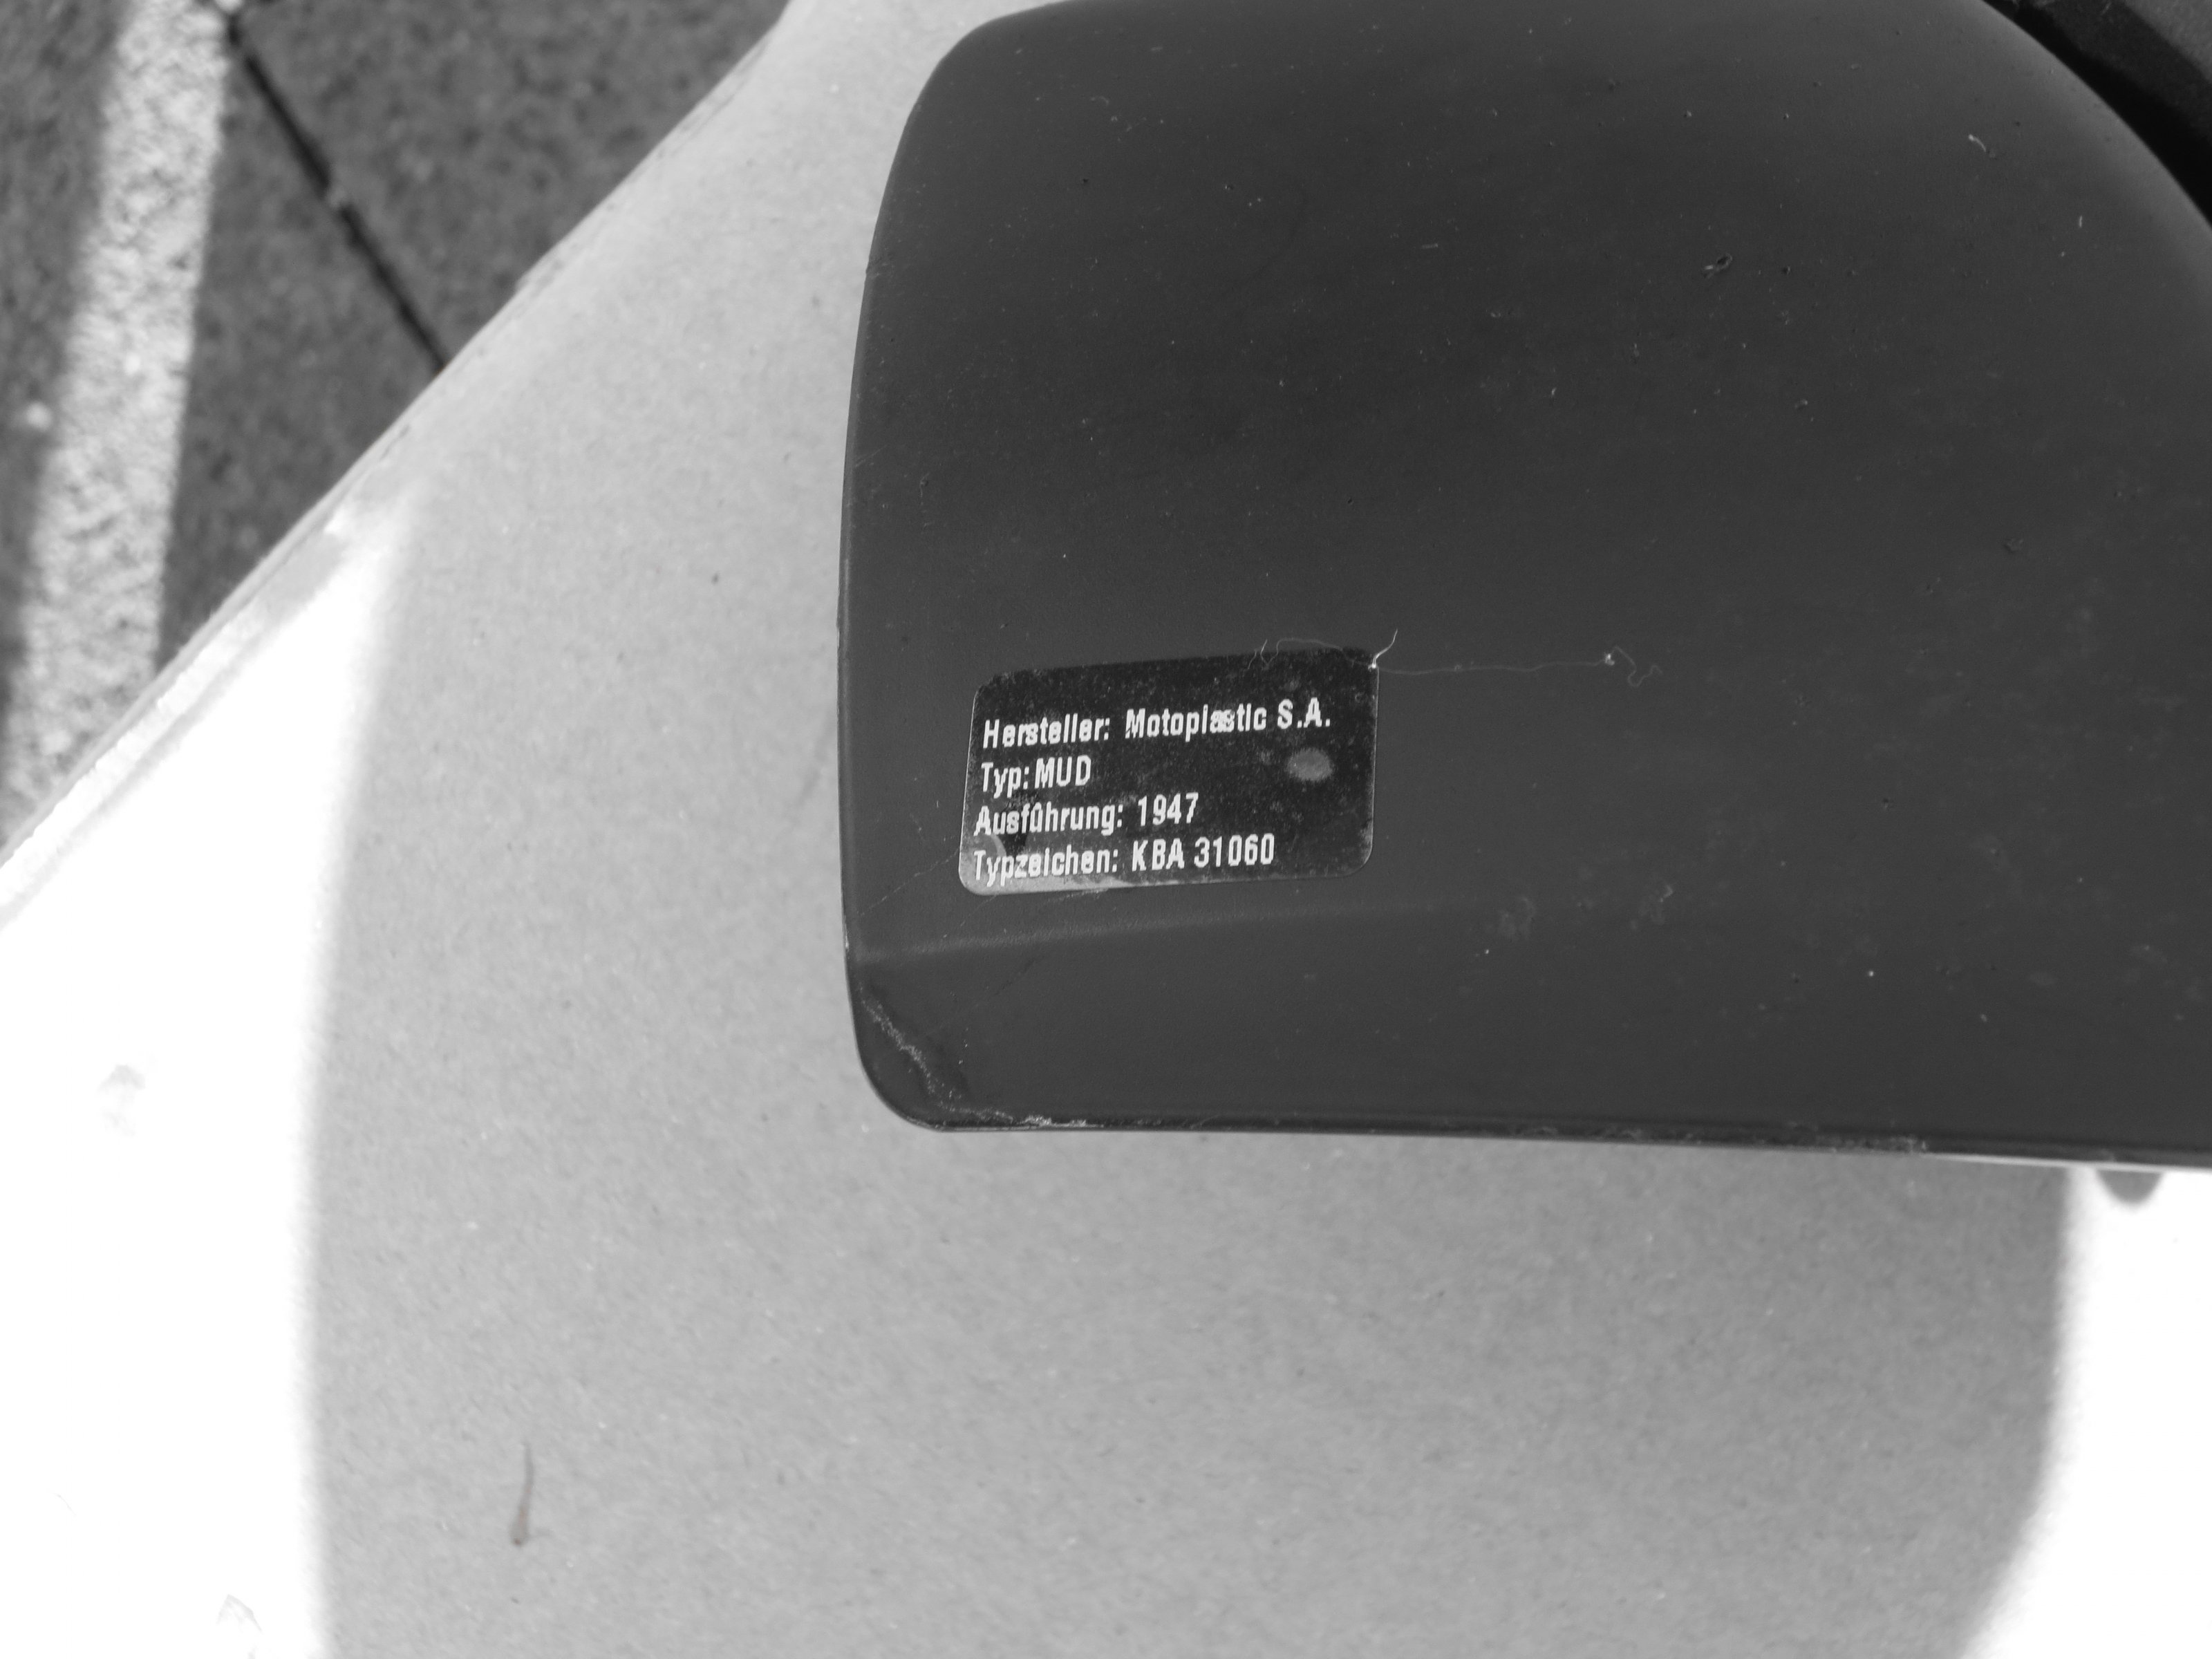 Hersteller: Motoplastic S.A.
Typ: MUD
Ausführung: 1947
Typzeichen: KBA 31060